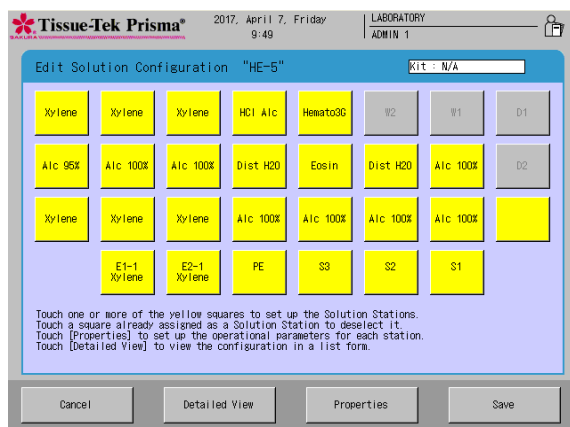 Tissue-Tek Prisma®
SAKURA
2017, April 7, Friday
9:49
LABORATORY
ADMIN 1
Edit Solution Configuration "HE-5"
Kit : N/A
Xylene Xylene Xylene HCl Alc Hemato3G W2 W1 D1
Alc 95% Alc 100% Alc 100% Dist H20 Eosin Dist H20 Alc 100% D2
Xylene Xylene Xylene Alc 100% Alc 100% Alc 100% Alc 100%
E1-1 Xylene E2-1 Xylene PE S3 S2 S1
Touch one or more of the yellow squares to set up the Solution Stations.
Touch a square already assigned as a Solution Station to deselect it.
Touch [Properties] to set up the operational parameters for each station.
Touch [Detailed View] to view the configuration in a list form.
Cancel Detailed View Properties Save